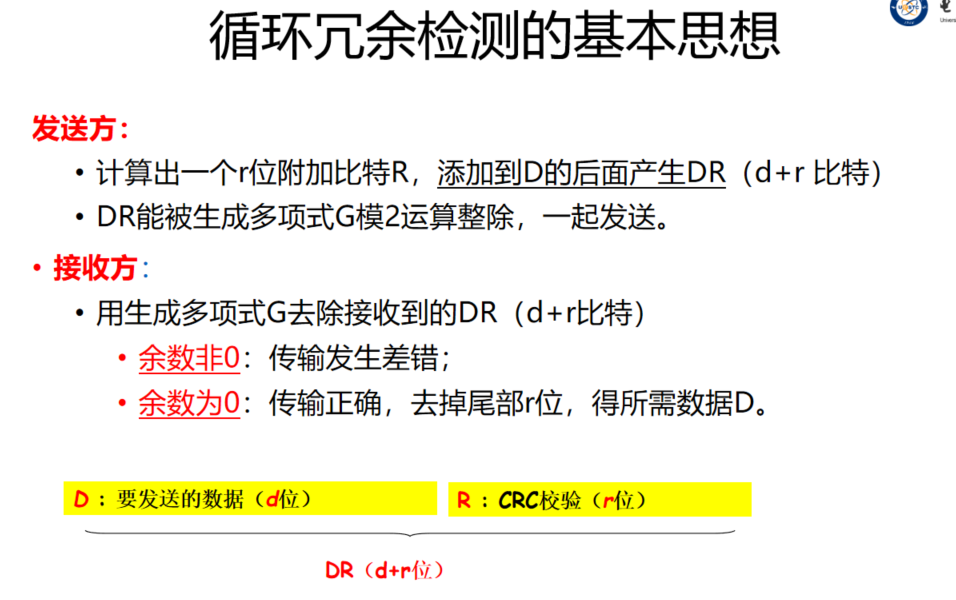 循环冗余检测的基本思想
发送方：
• 计算出一个r位附加比特R，添加到D的后面产生DR（d+r 比特）
• DR能被生成多项式G模2运算整除，一起发送。
• 接收方：
• 用生成多项式G去除接收到的DR（d+r比特）
• 余数非0：传输发生差错；
• 余数为0：传输正确，去掉尾部r位，得所需数据D。
D ：要发送的数据（d位） R ：CRC校验（r位）
DR（d+r位）